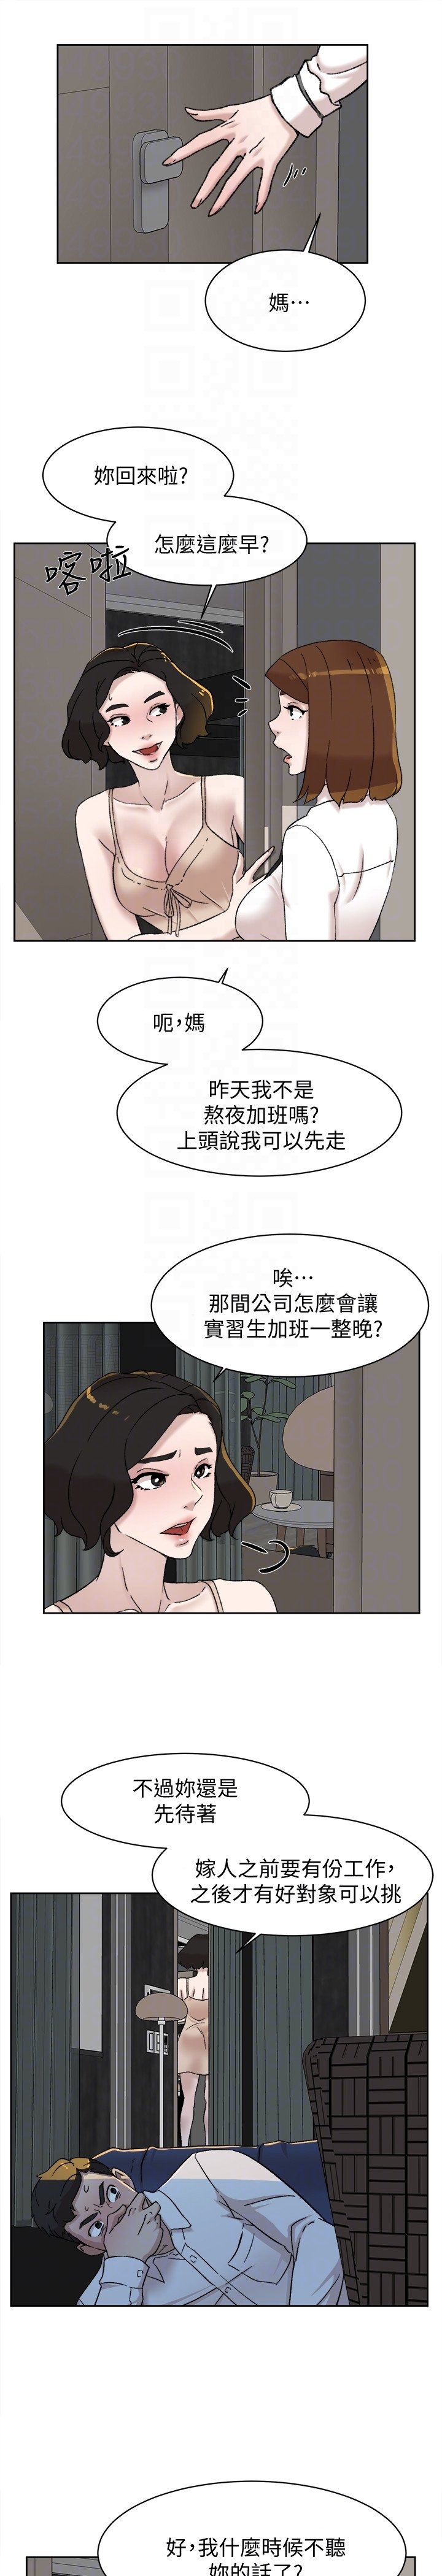 媽…
妳回來啦?
怎麼這麼早?
喀啦
呃,媽
昨天我不是
熬夜加班嗎?
上頭說我可以先走
唉…
那間公司怎麼會讓
實習生加班一整晚?
不過妳還是
先待著
嫁人之前要有份工作,
之後才有好對象可以挑
好,我什麼時候不聽
妳的話了?